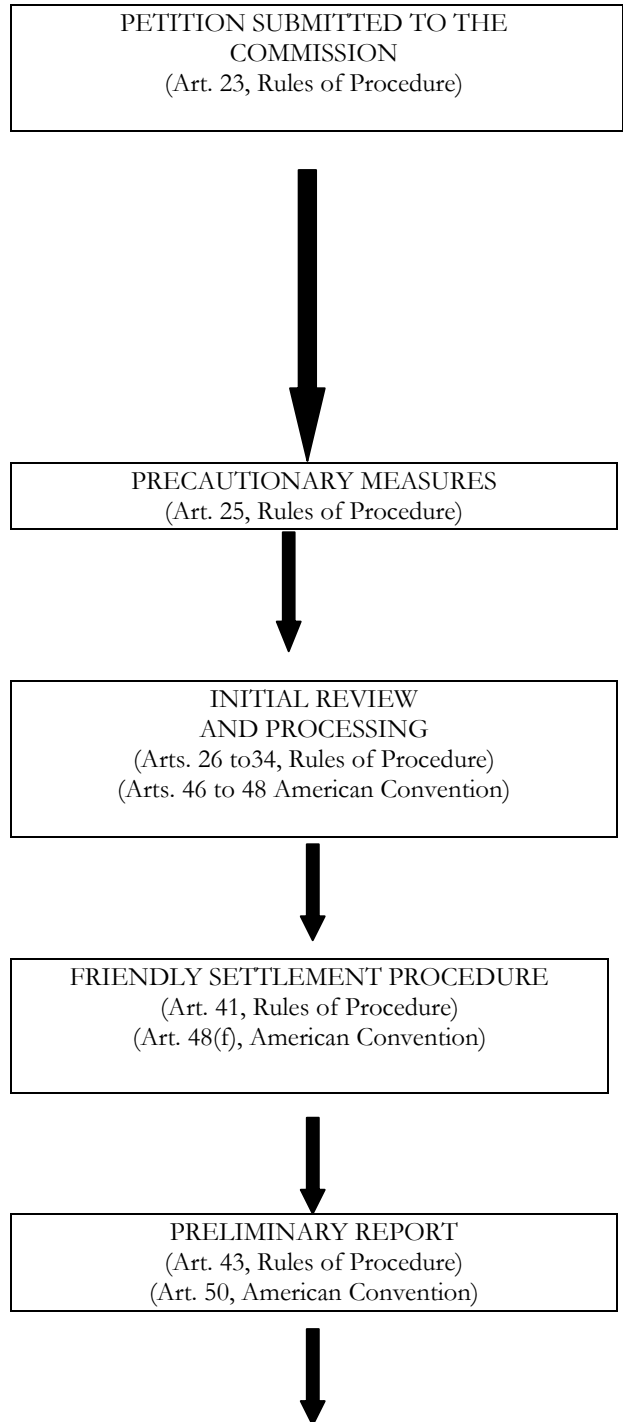 PETITION SUBMITTED TO THE
COMMISSION
(Art. 23, Rules of Procedure)
PRECAUTIONARY MEASURES
(Art. 25, Rules of Procedure)
INITIAL REVIEW
AND PROCESSING
(Arts. 26 to34, Rules of Procedure)
(Arts. 46 to 48 American Convention)
FRIENDLY SETTLEMENT PROCEDURE
(Art. 41, Rules of Procedure)
(Art. 48(f), American Convention)
PRELIMINARY REPORT
(Art. 43, Rules of Procedure)
(Art. 50, American Convention)